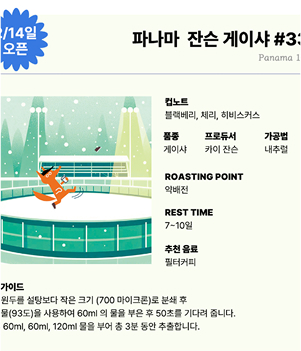 /14일
오픈
파나마 잔슨 게이샤 #33
Panama 1
컵노트
블랙베리, 체리, 히비스커스
품종 프로듀서 가공법
게이샤 카이 잔슨 내추럴
ROASTING POINT
약배전
REST TIME
7~10일
추천 음료
필터커피
가이드
원두를 설탕보다 작은 크기 (700 마이크론)로 분쇄 후
물(93도)을 사용하여 60ml 의 물을 부은 후 50초를 기다려 줍니다.
60ml, 60ml, 120ml 물을 부어 총 3분 동안 추출합니다.